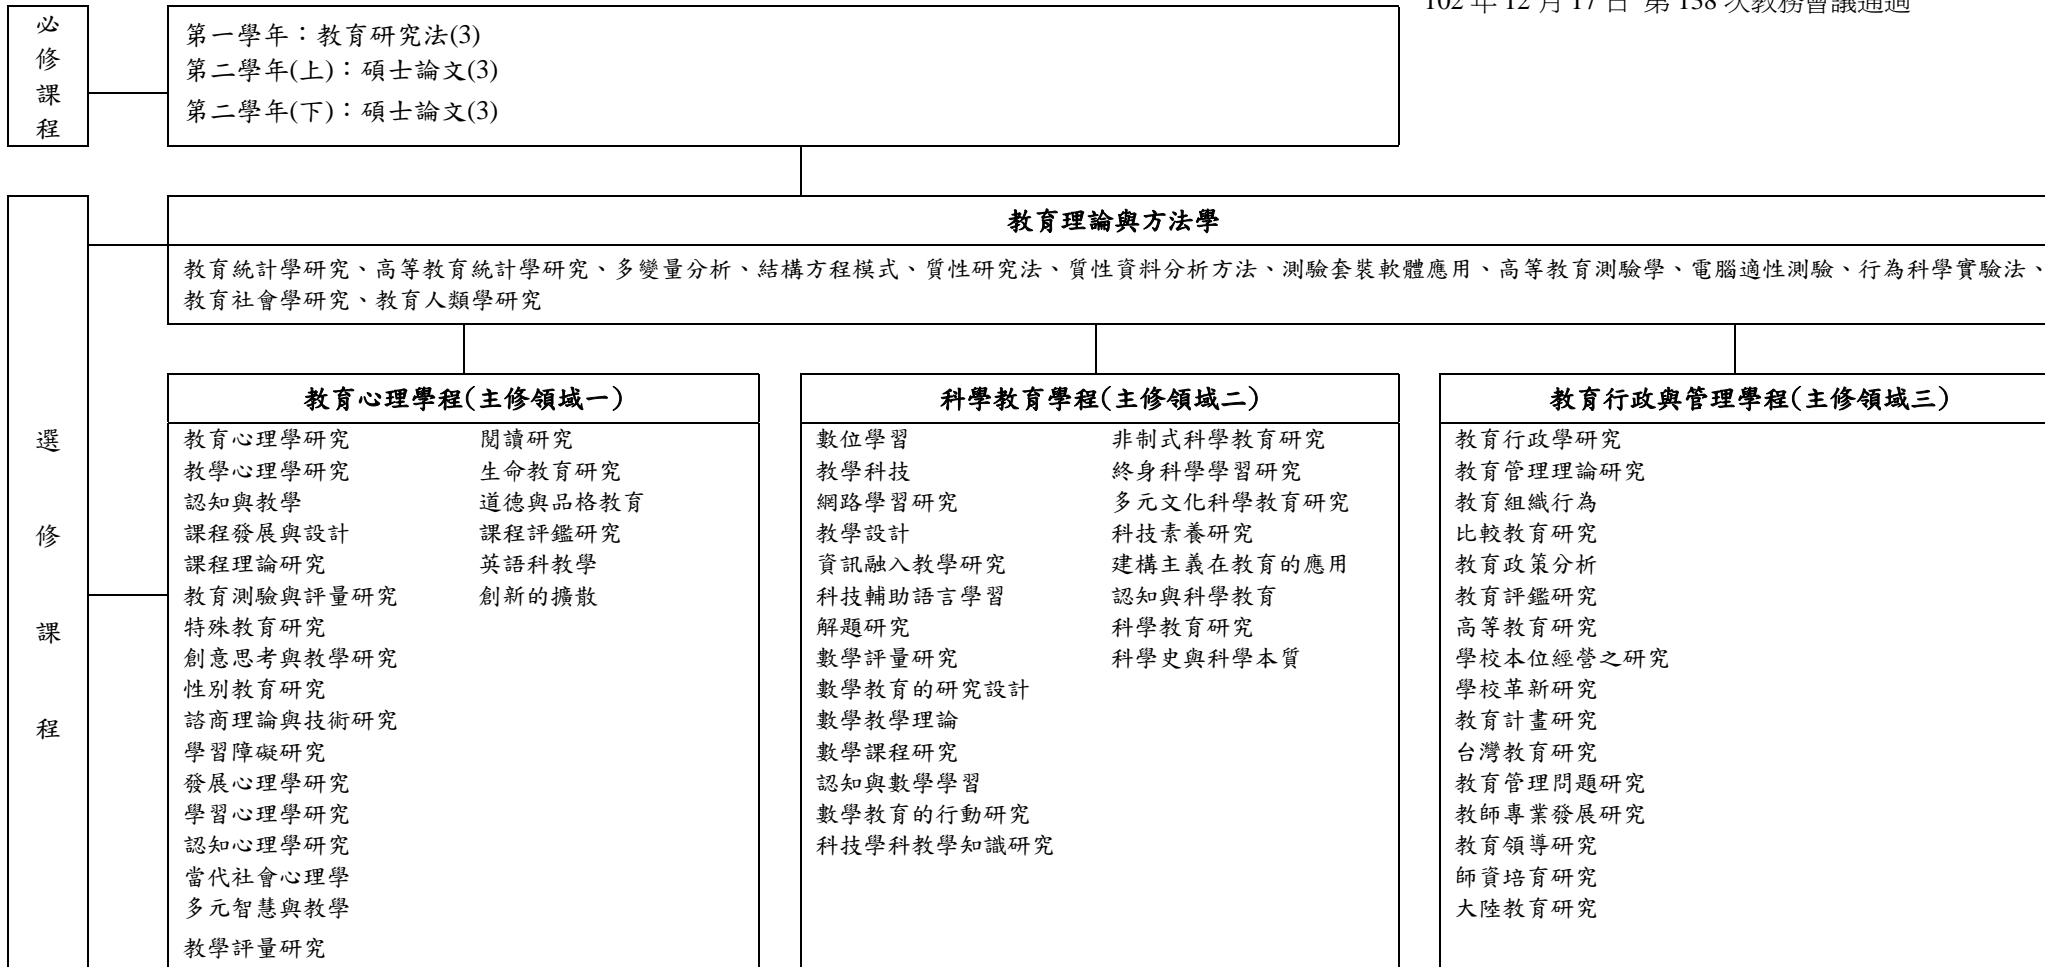 102 年 12 月 17 日 第 138 次教務會議通過
必
修
課
程
第一學年：教育研究法(3)
第二學年(上)：碩士論文(3)
第二學年(下)：碩士論文(3)
選
修
課
程
教育理論與方法學
教育統計學研究、高等教育統計學研究、多變量分析、結構方程模式、質性研究法、質性資料分析方法、測驗套裝軟體應用、高等教育測驗學、電腦適性測驗、行為科學實驗法、
教育社會學研究、教育人類學研究
教育心理學程(主修領域一)
教育心理學研究
教學心理學研究
認知與教學
課程發展與設計
課程理論研究
教育測驗與評量研究
特殊教育研究
創意思考與教學研究
性別教育研究
諮商理論與技術研究
學習障礙研究
發展心理學研究
學習心理學研究
認知心理學研究
當代社會心理學
多元智慧與教學
教學評量研究
閱讀研究
生命教育研究
道德與品格教育
課程評鑑研究
英語科教學
創新的擴散
科學教育學程(主修領域二)
數位學習
教學科技
網路學習研究
教學設計
資訊融入教學研究
科技輔助語言學習
解題研究
數學評量研究
數學教育的研究設計
數學教學理論
數學課程研究
認知與數學學習
數學教育的行動研究
科技學科教學知識研究
非制式科學教育研究
終身科學學習研究
多元文化科學教育研究
科技素養研究
建構主義在教育的應用
認知與科學教育
科學教育研究
科學史與科學本質
教育行政與管理學程(主修領域三)
教育行政學研究
教育管理理論研究
教育組織行為
比較教育研究
教育政策分析
教育評鑑研究
高等教育研究
學校本位經營之研究
學校革新研究
教育計畫研究
台灣教育研究
教育管理問題研究
教師專業發展研究
教育領導研究
師資培育研究
大陸教育研究